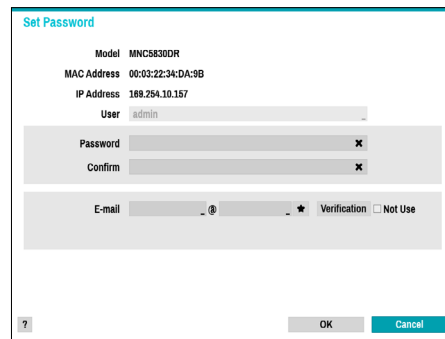 Set Password
Model MNC5830DR
MAC Address 00:03:22:34:DA:9B
IP Address 169.254.10.157
User admin
Password
Confirm
E-mail @ Verification Not Use
? OK Cancel